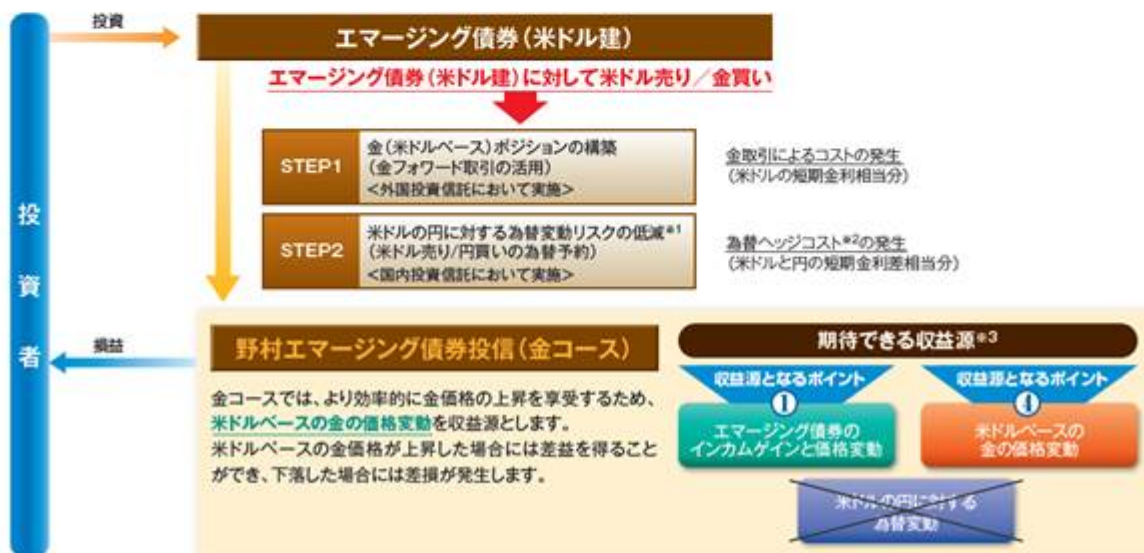 投資
エマージング債券(米ドル建)
エマージング債券(米ドル建)に対して米ドル売り/金買い
STEP1
金(米ドルベース)ポジションの構築
(金フォワード取引の活用)
<外国投資信託において実施>
金取引によるコストの発生
(米ドルの短期金利相当分)
STEP2
米ドルの円に対する為替変動リスクの低減※1
(米ドル売り/円買いの為替予約)
<国内投資信託において実施>
為替ヘッジコスト※2の発生
(米ドルと円の短期金利差相当分)
投資者
損益
野村エマージング債券投信(金コース)
金コースでは、より効率的に金価格の上昇を享受するため、
米ドルベースの金の価格変動を収益源とします。
米ドルベースの金価格が上昇した場合には差益を得ること
ができ、下落した場合には差損が発生します。
期待できる収益源※3
収益源となるポイント
①
エマージング債券の
インカムゲインと価格変動
収益源となるポイント
④
米ドルベースの
金の価格変動
米ドルの円に対する
為替変動